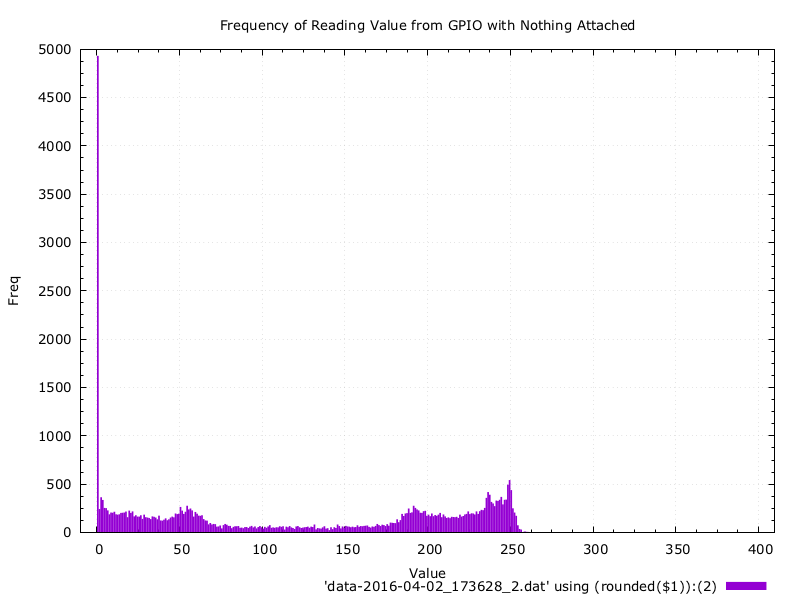 Frequency of Reading Value from GPIO with Nothing Attached
5000
4500
4000
3500
3000
2500
2000
1500
1000
500
0
Freq
0 50 100 150 200 250 300 350 400
Value
'data-2016-04-02_173628_2.dat' using (rounded($1)):(2)